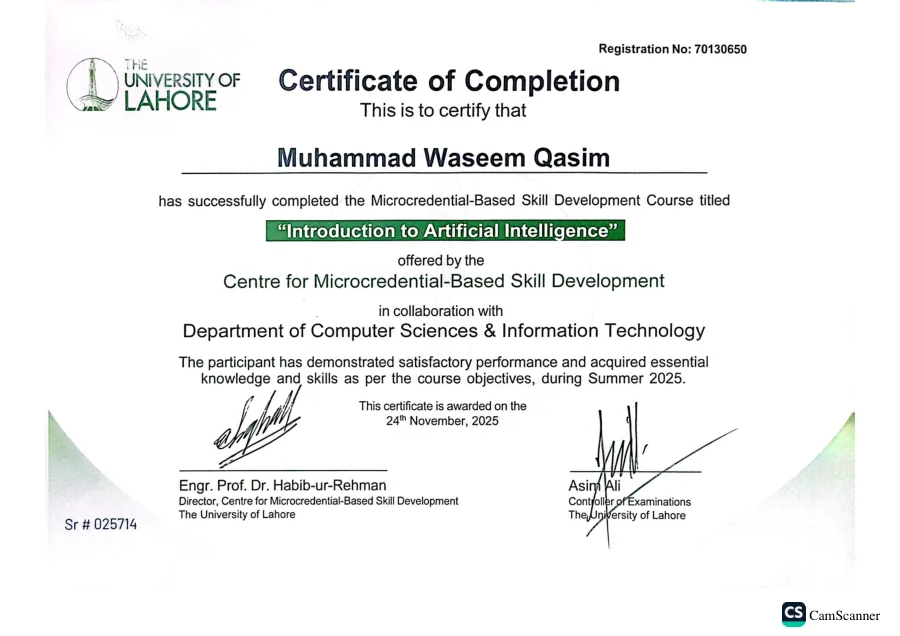 Registration No: 70130650
THE
UNIVERSITY OF
LAHORE
Certificate of Completion
This is to certify that
Muhammad Waseem Qasim
has successfully completed the Microcredential-Based Skill Development Course titled
“Introduction to Artificial Intelligence”
offered by the
Centre for Microcredential-Based Skill Development
in collaboration with
Department of Computer Sciences & Information Technology
The participant has demonstrated satisfactory performance and acquired essential
knowledge and skills as per the course objectives, during Summer 2025.
This certificate is awarded on the
24th November, 2025
Engr. Prof. Dr. Habib-ur-Rehman
Director, Centre for Microcredential-Based Skill Development
The University of Lahore
Asim Ali
Controller of Examinations
The University of Lahore
Sr # 025714
CS CamScanner